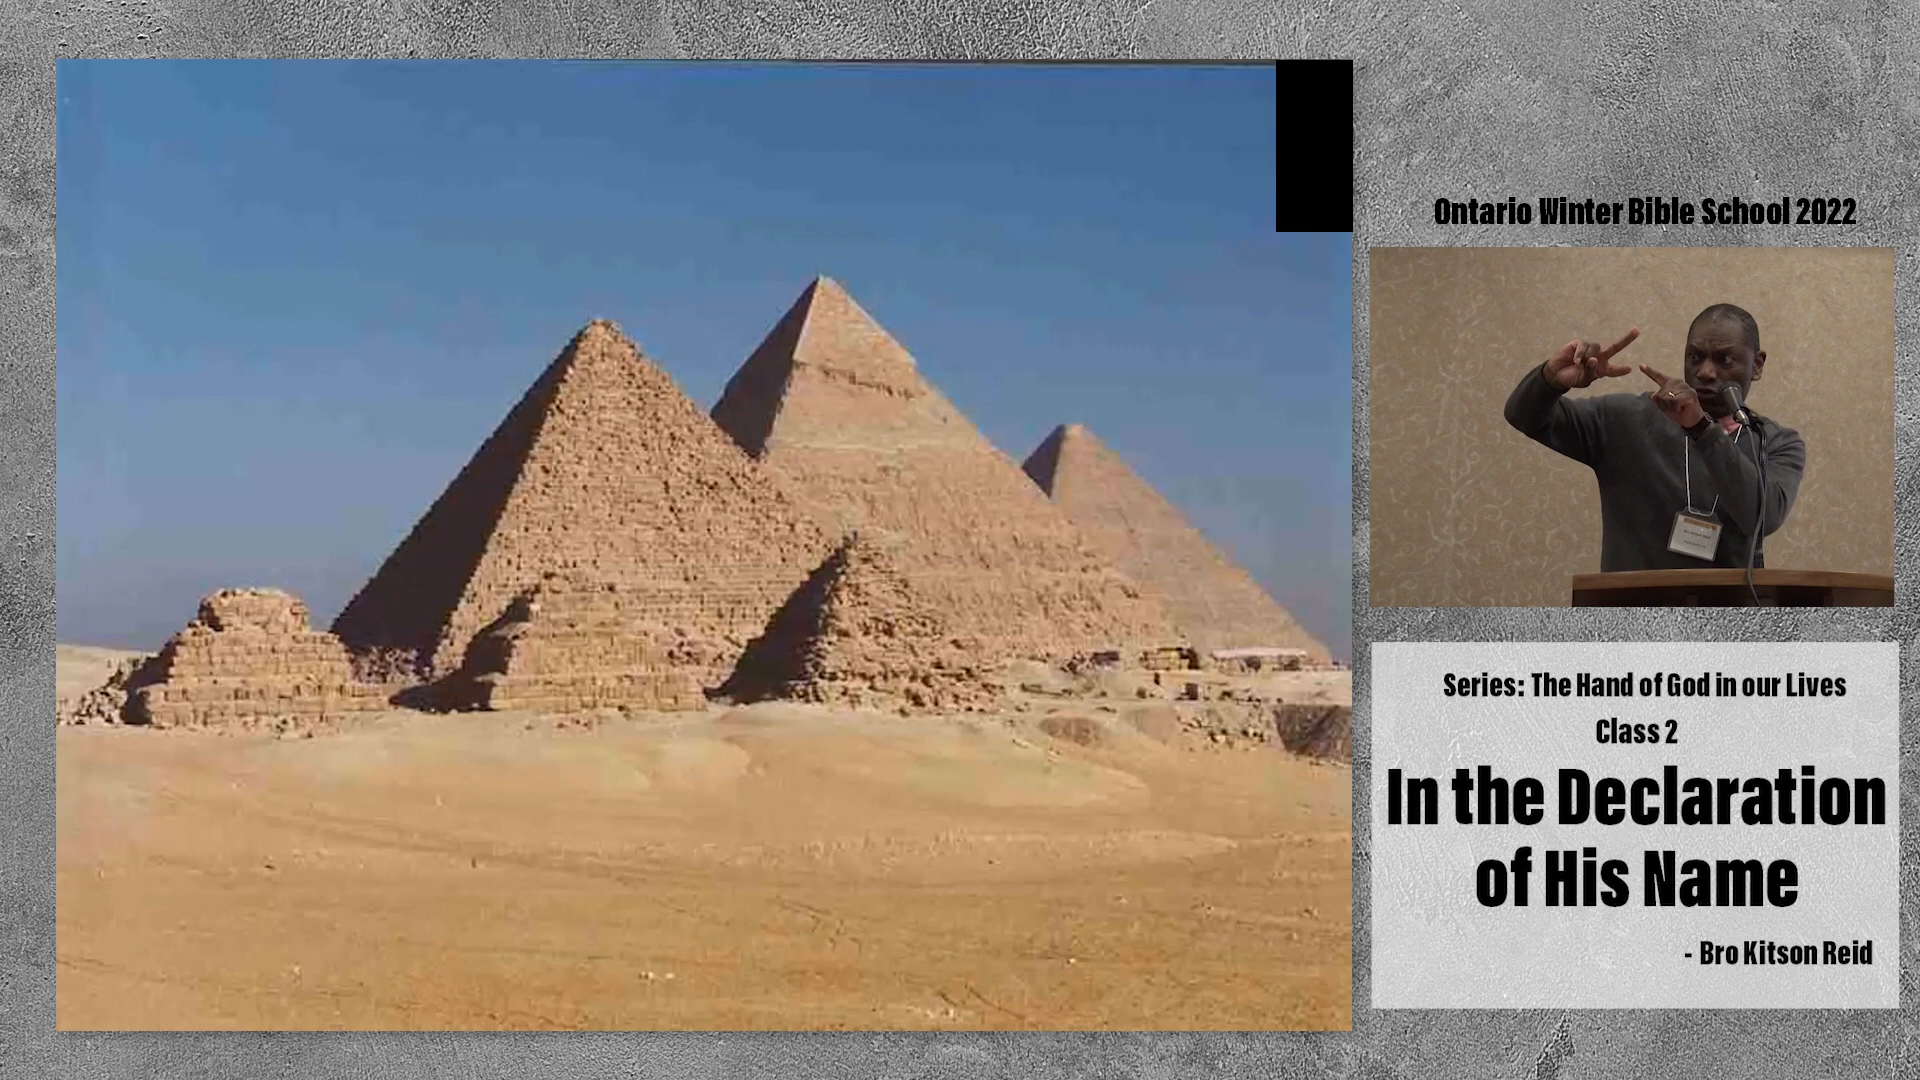 Ontario Winter Bible School 2022
Series: The Hand of God in our Lives
Class 2
In the Declaration
of His Name
- Bro Kitson Reid